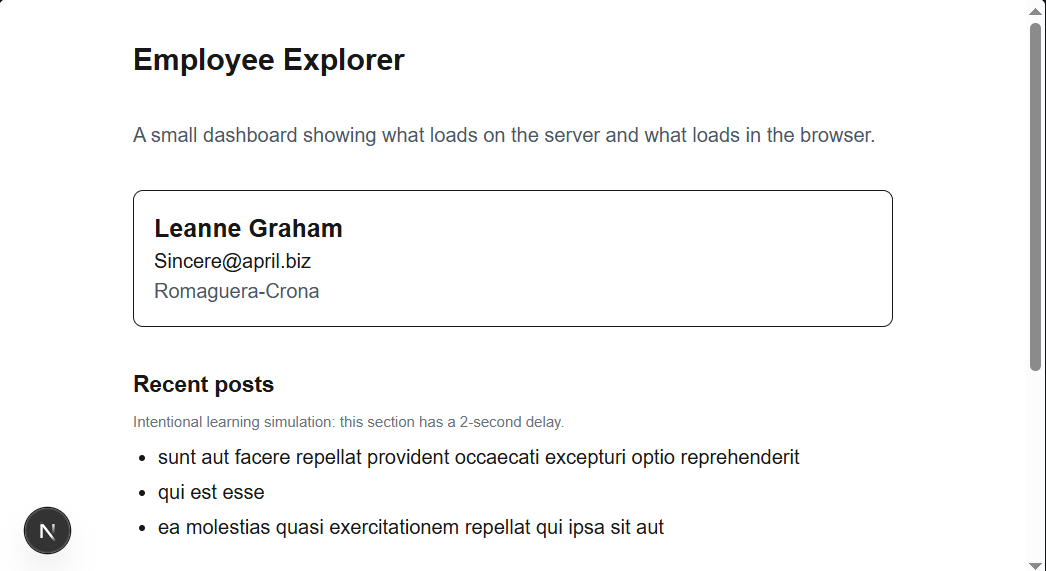 Employee Explorer
A small dashboard showing what loads on the server and what loads in the browser.
Leanne Graham
Sincere@april.biz
Romaguera-Crona
Recent posts
Intentional learning simulation: this section has a 2-second delay.
• sunt aut facere repellat provident occaecati excepturi optio reprehenderit
• qui est esse
• ea molestias quasi exercitationem repellat qui ipsa sit aut
N